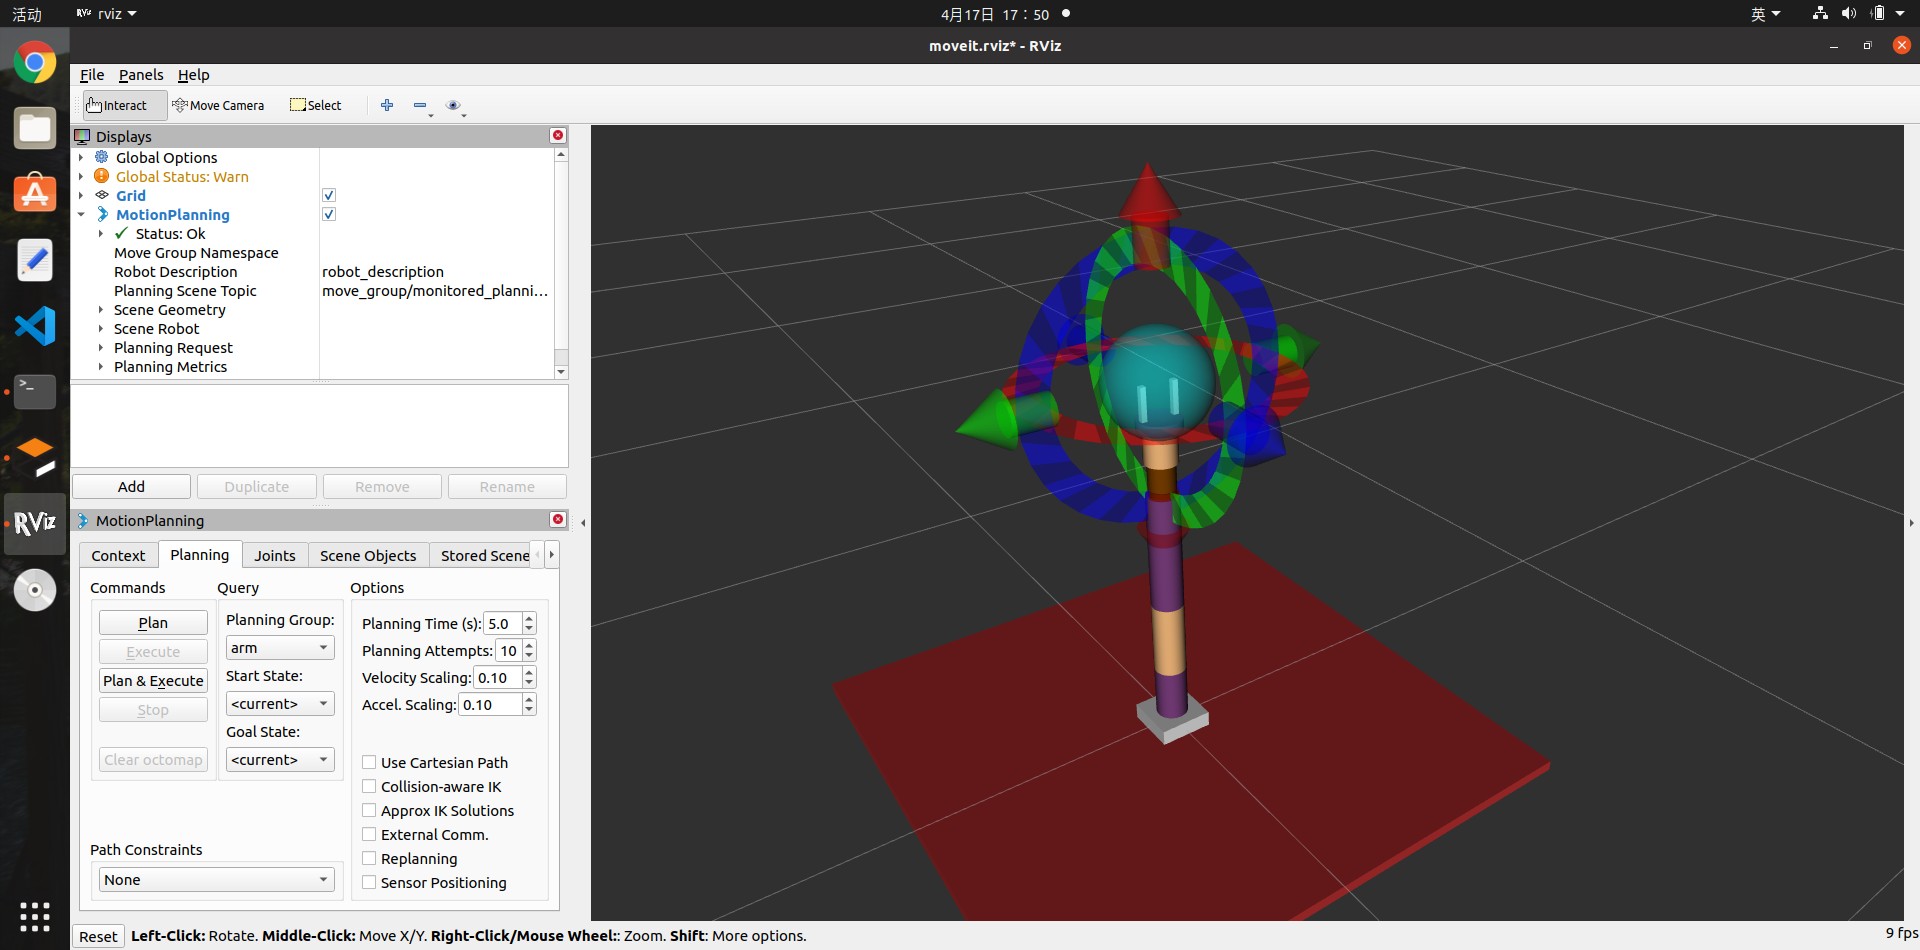 活动
rviz
4月17日 17：50
英
moveit.rviz* - RViz
File Panels Help
Interact Move Camera Select
Displays
Global Options
Global Status: Warn
Grid
MotionPlanning
Status: Ok
Move Group Namespace
Robot Description robot_description
Planning Scene Topic move_group/monitored_planni...
Scene Geometry
Scene Robot
Planning Request
Planning Metrics
Add Duplicate Remove Rename
RViz
MotionPlanning
Context Planning Joints Scene Objects Stored Scene
Commands Query Options
Plan
Execute
Plan & Execute
Stop
Clear octomap
Planning Group:
arm
Start State:
<current>
Goal State:
<current>
Planning Time (s): 5.0
Planning Attempts: 10
Velocity Scaling: 0.10
Accel. Scaling: 0.10
Use Cartesian Path
Collision-aware IK
Approx IK Solutions
External Comm.
Replanning
Sensor Positioning
Path Constraints
None
Reset Left-Click: Rotate. Middle-Click: Move X/Y. Right-Click/Mouse Wheel:: Zoom. Shift: More options.
9 fps